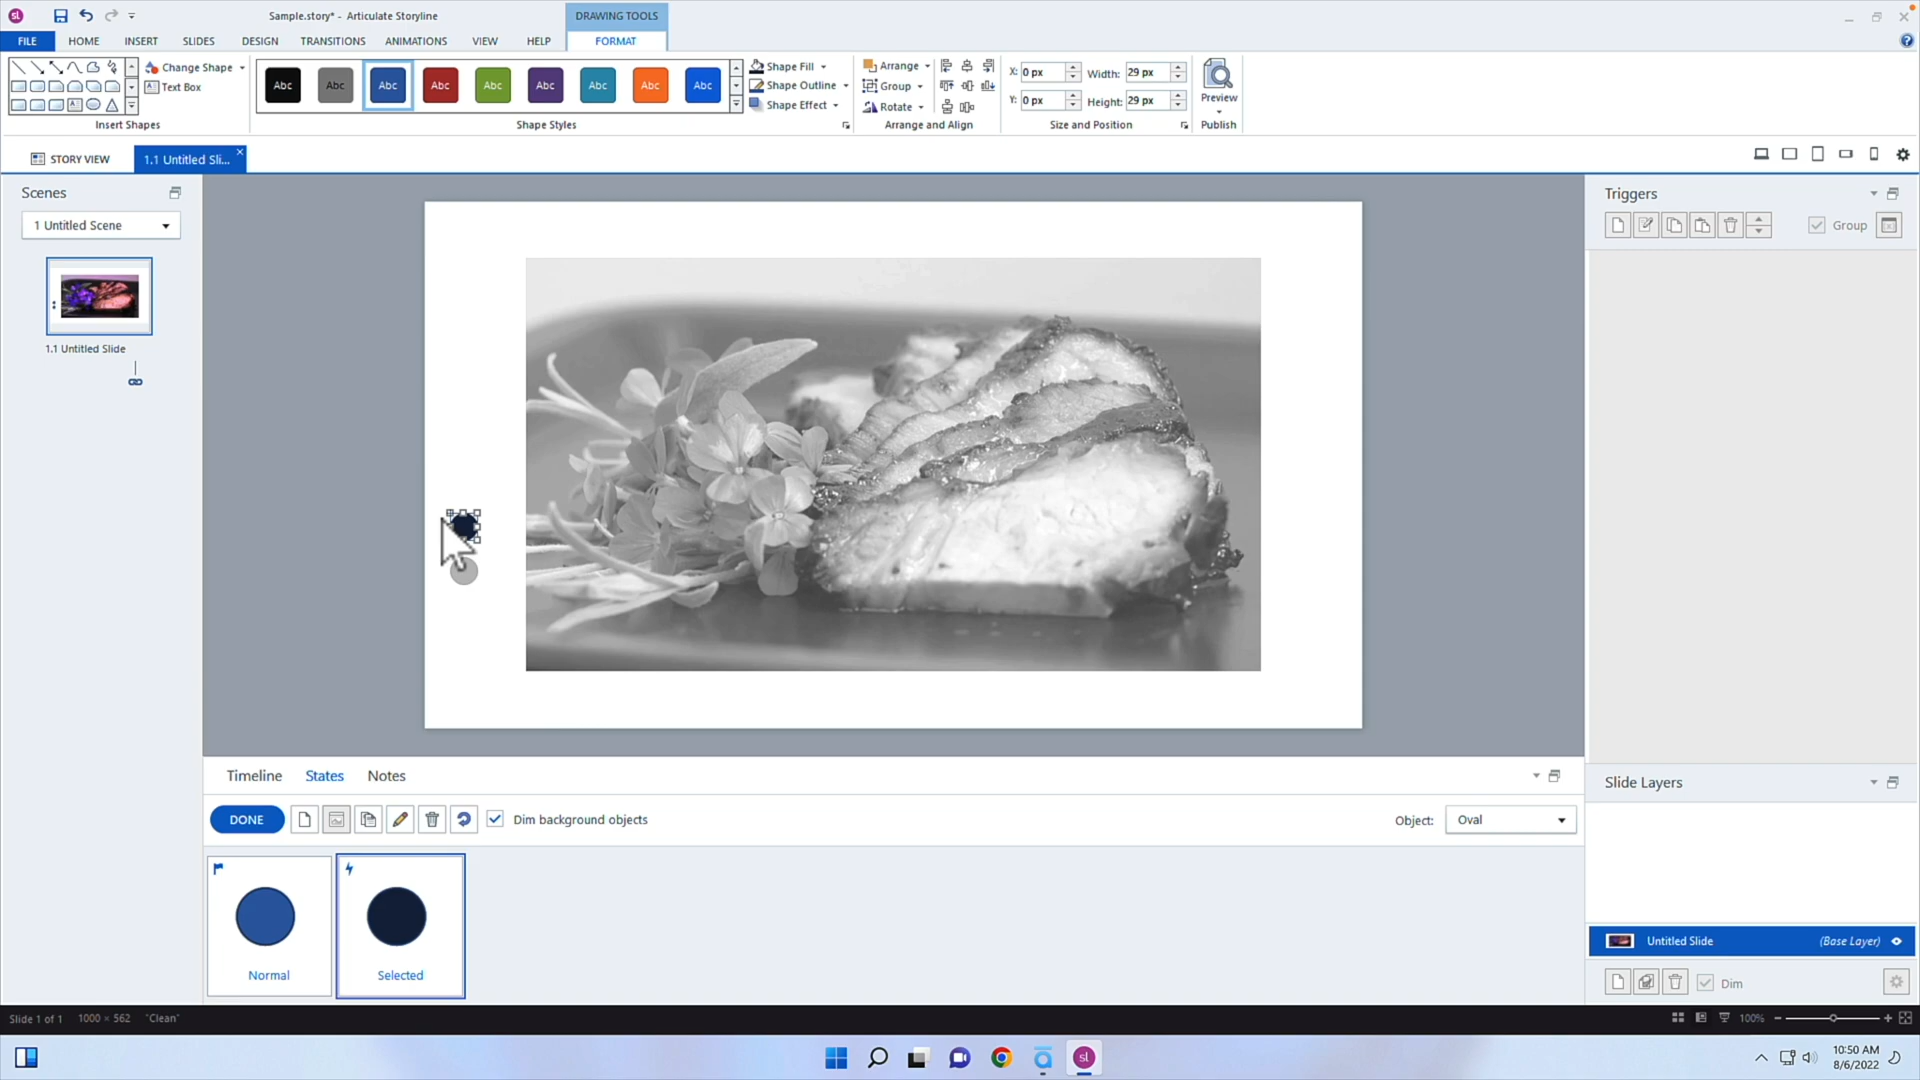 sl
Sample.story* - Articulate Storyline
DRAWING TOOLS
FILE HOME INSERT SLIDES DESIGN TRANSITIONS ANIMATIONS VIEW HELP FORMAT
Change Shape
Text Box
Insert Shapes
Abc Abc Abc Abc Abc Abc Abc Abc Abc
Shape Styles
Shape Fill
Shape Outline
Shape Effect
Arrange
Group
Rotate
Arrange and Align
X: 0 px Width: 29 px
Y: 0 px Height: 29 px
Size and Position
Preview
Publish
STORY VIEW 1.1 Untitled Sli...
Scenes
1 Untitled Scene
1.1 Untitled Slide
Triggers
Group
Timeline States Notes
DONE Dim background objects Object: Oval
Normal Selected
Slide Layers
Untitled Slide (Base Layer)
Dim
Slide 1 of 1 1000 × 562 "Clean" 100%
sl
10:50 AM
8/6/2022